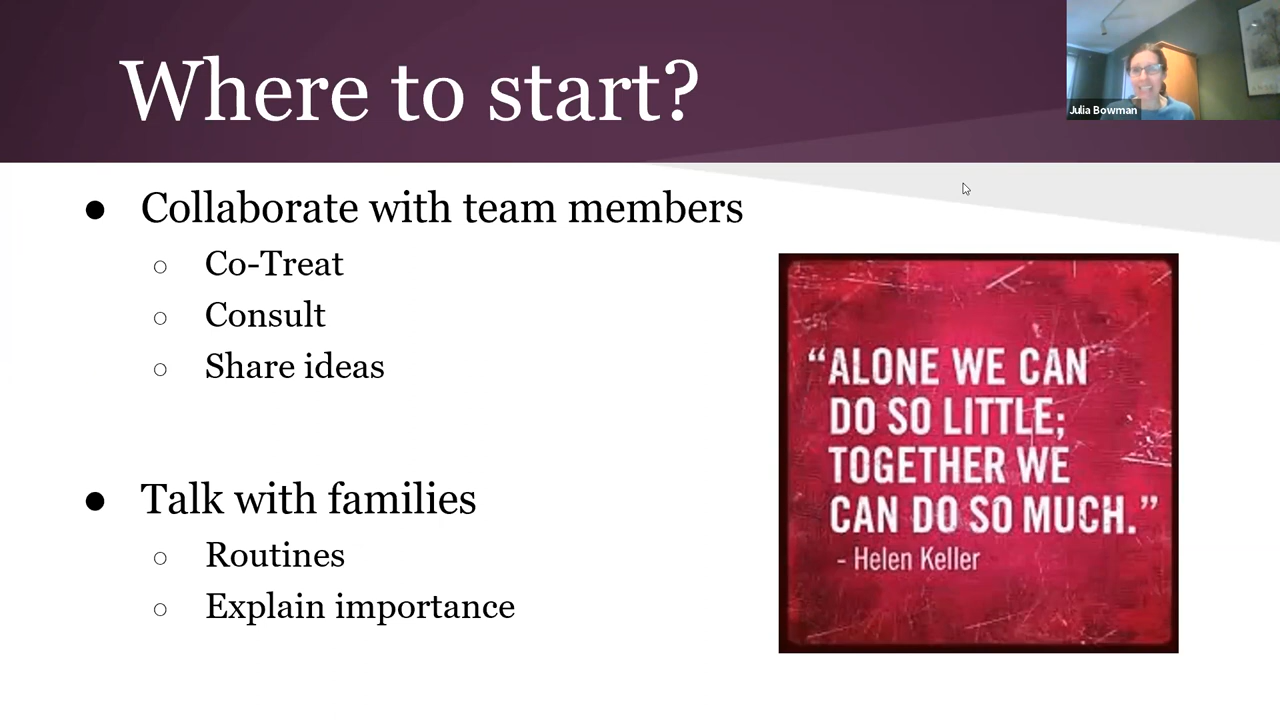 Where to start?
Julia Bowman
● Collaborate with team members
○ Co-Treat
○ Consult
○ Share ideas
● Talk with families
○ Routines
○ Explain importance
“ALONE WE CAN
DO SO LITTLE;
TOGETHER WE
CAN DO SO MUCH.”
- Helen Keller